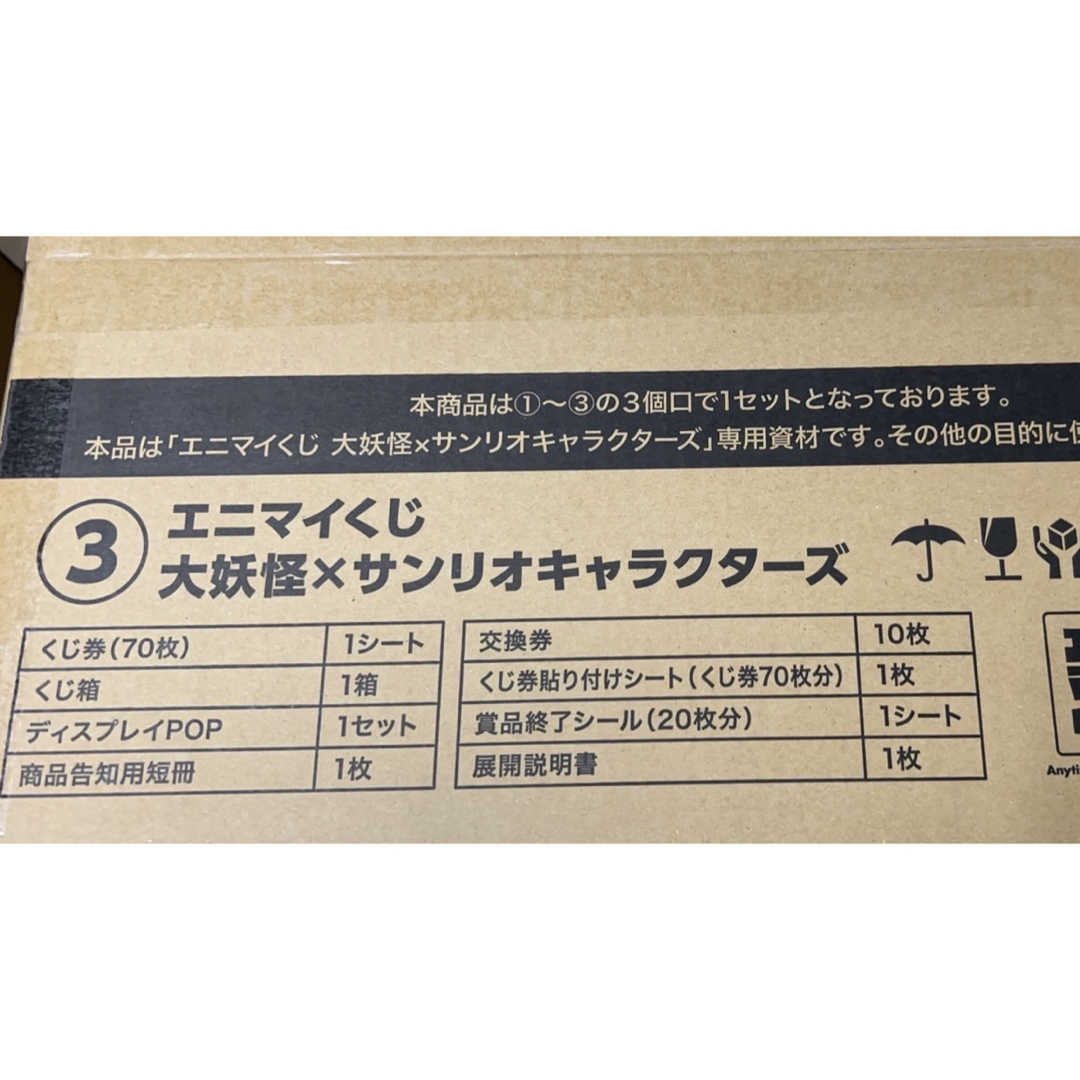 本商品は①～③の3個口で1セットとなっております。
本品は「エニマイくじ 大妖怪×サンリオキャラクターズ」専用資材です。その他の目的に
③ エニマイくじ
大妖怪×サンリオキャラクターズ
くじ券(70枚) 1シート
くじ箱 1箱
ディスプレイPOP 1セット
商品告知用短冊 1枚
交換券 10枚
くじ券貼り付けシート(くじ券70枚分) 1枚
賞品終了シール(20枚分) 1シート
展開説明書 1枚